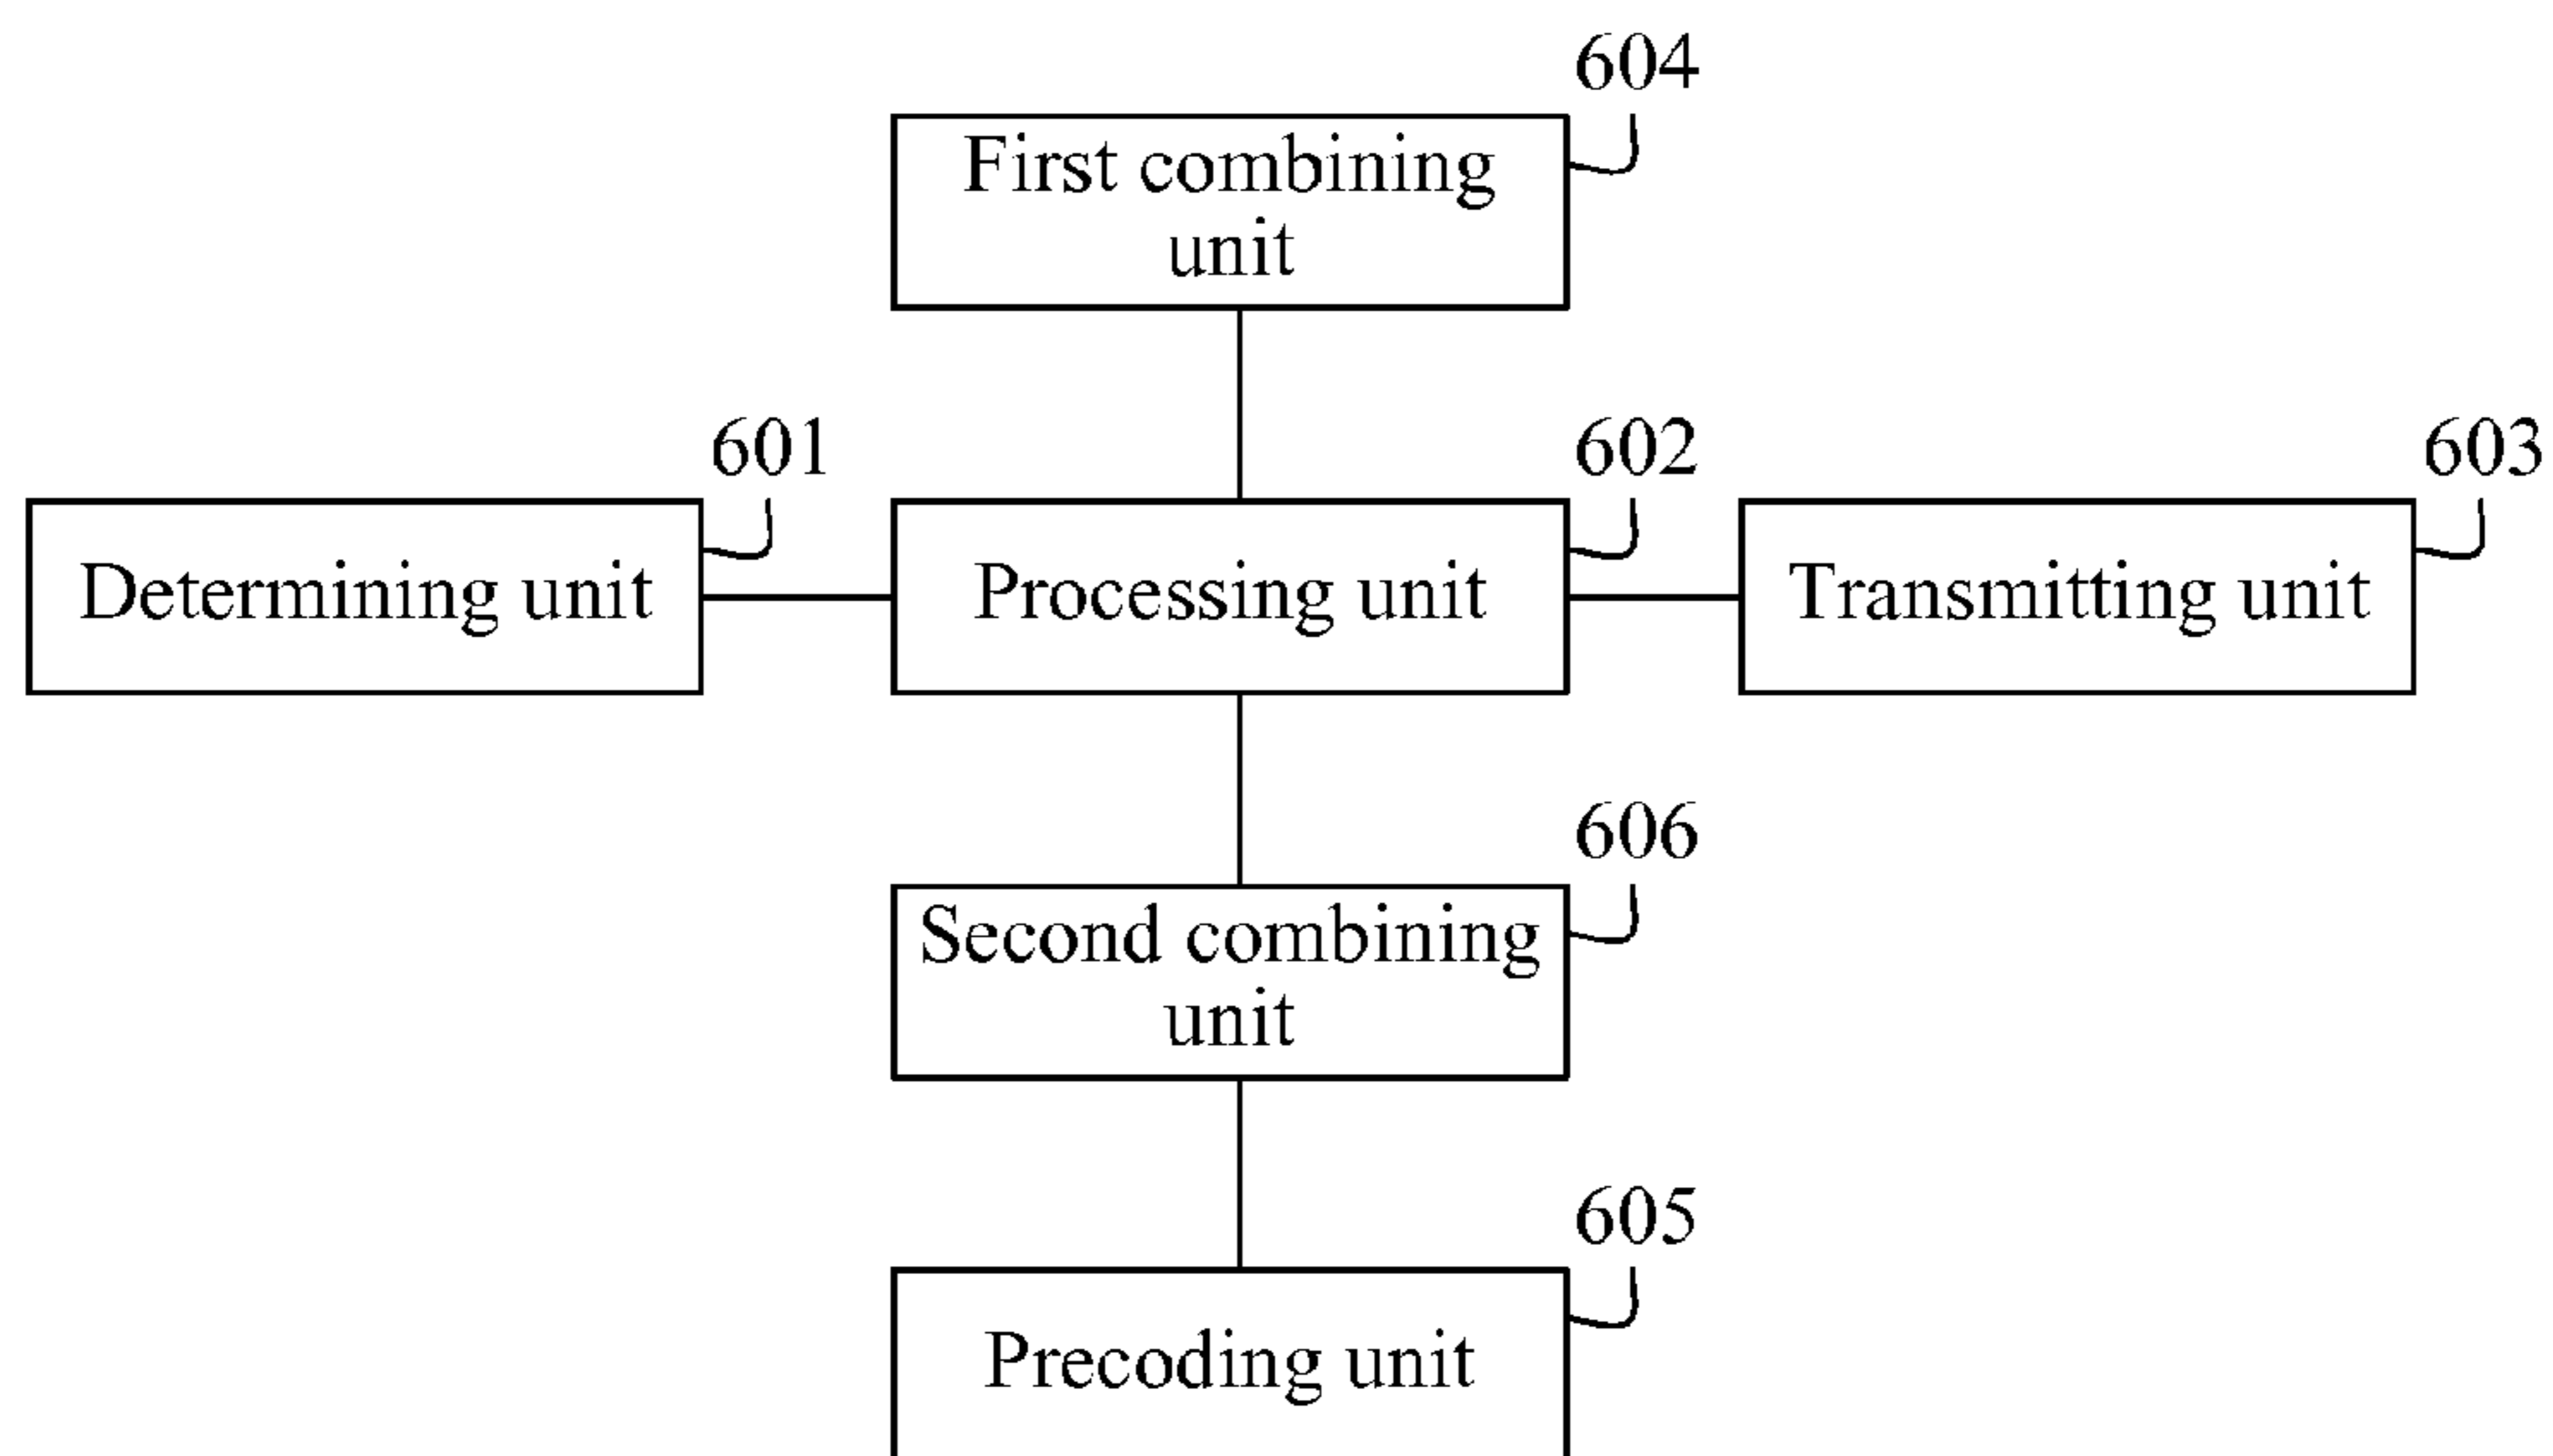 604
First combining
unit
601
602
603
Determining unit
Processing unit
Transmitting unit
606
Second combining
unit
605
Precoding unit